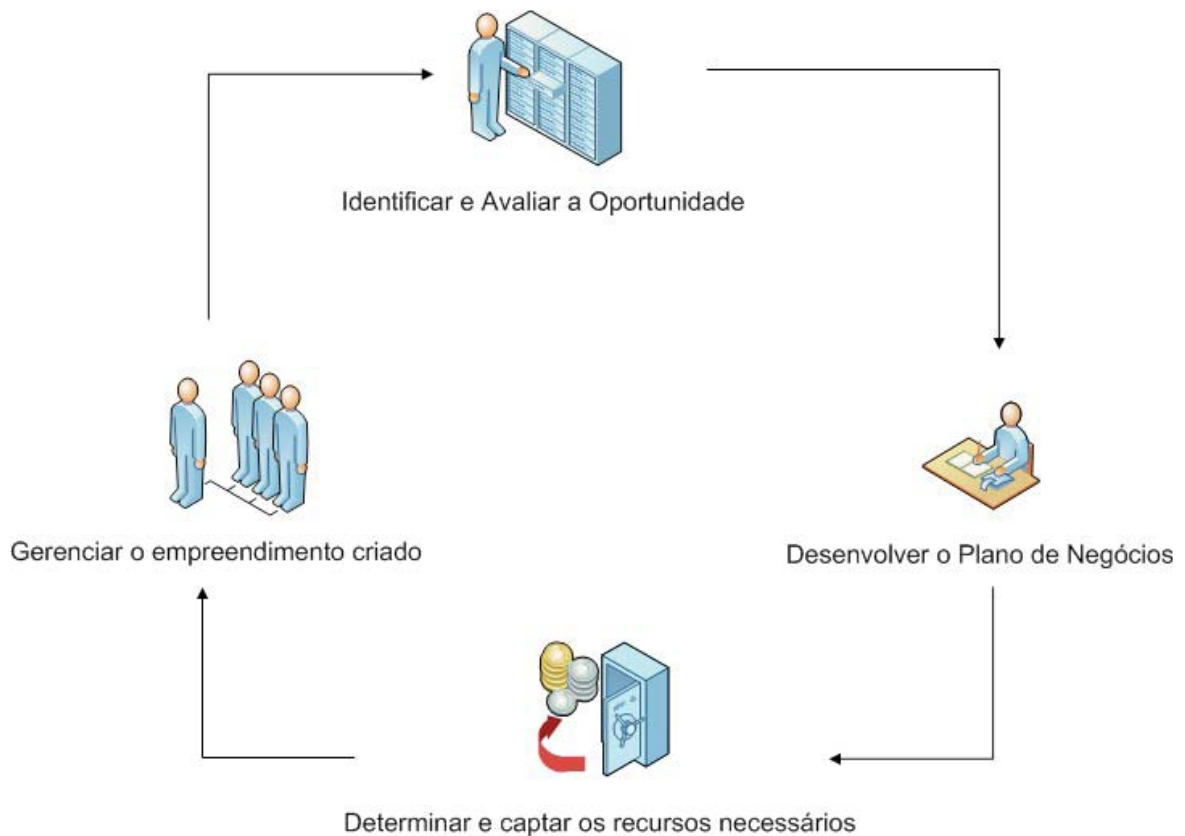 Identificar e Avaliar a Oportunidade
Gerenciar o empreendimento criado
Desenvolver o Plano de Negócios
Determinar e captar os recursos necessários